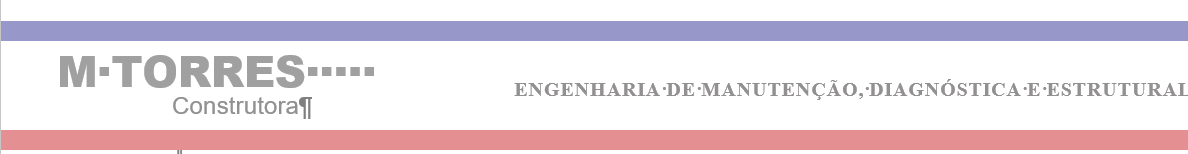 M TORRES
Construtora
ENGENHARIA DE MANUTENÇÃO, DIAGNÓSTICA E ESTRUTURAL